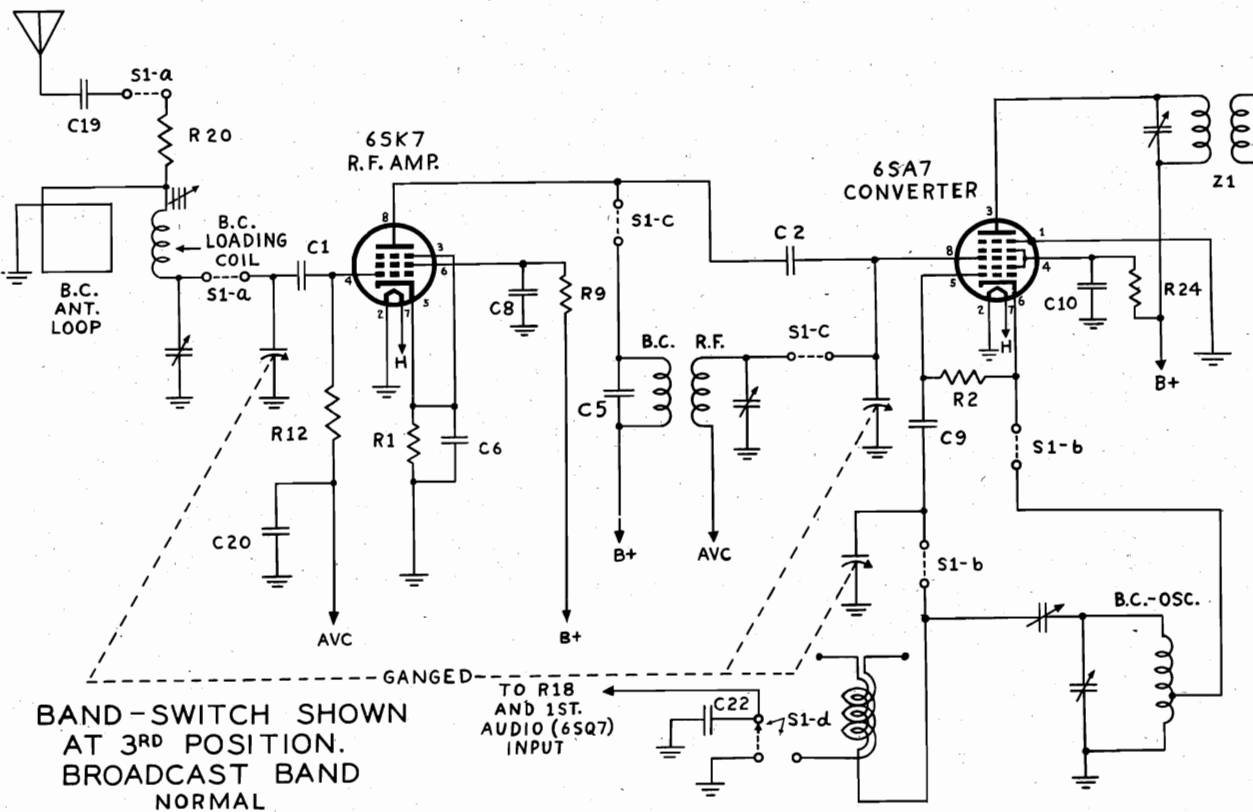 S1-a
C19
R20
6SK7
R.F. AMP.
6SA7
CONVERTER
Z1
B.C.
LOADING
COIL
C1
S1-a
B.C.
ANT.
LOOP
8
3
6
4
5
2
7
H
C8
R9
S1-C
C2
3
1
8
4
5
6
2
7
H
C10
R24
B+
B.C.
R.F.
S1-C
C5
R2
C9
S1-b
R12
R1
C6
C20
B+
AVC
S1-b
B.C.-OSC.
AVC
B+
GANGED
TO R18
AND 1ST.
AUDIO (6SQ7)
INPUT
C22
S1-d
BAND-SWITCH SHOWN
AT 3RD POSITION.
BROADCAST BAND
NORMAL